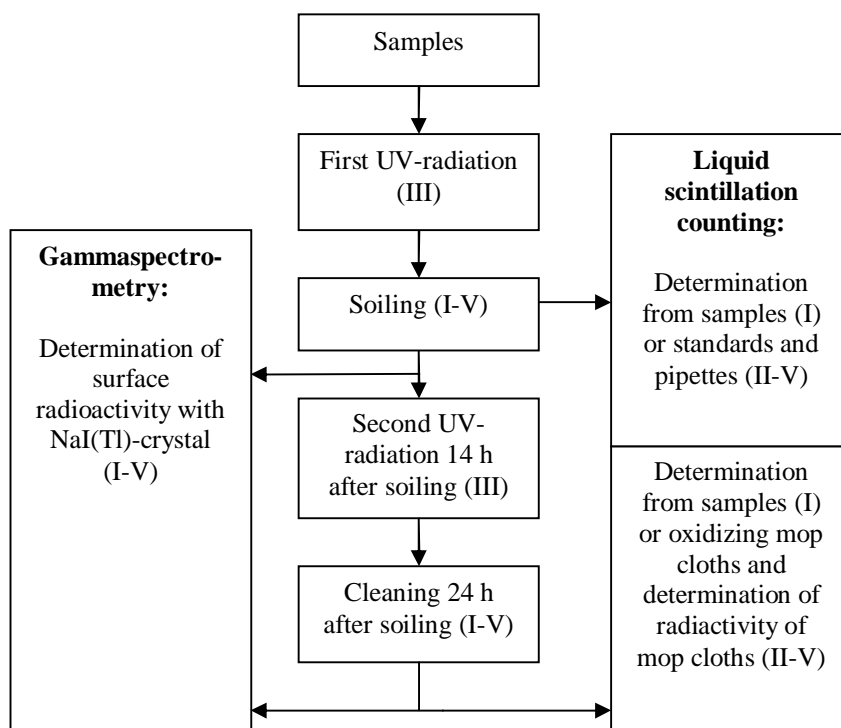 Samples
First UV-radiation
(III)
Soiling (I-V)
Second UV-
radiation 14 h
after soiling (III)
Cleaning 24 h
after soiling (I-V)
Gammaspectro-
metry:
Determination of
surface
radioactivity with
NaI(Tl)-crystal
(I-V)
Liquid
scintillation
counting:
Determination
from samples (I)
or standards and
pipettes (II-V)
Determination
from samples (I)
or oxidizing mop
cloths and
determination of
radiactivity of
mop cloths (II-V)